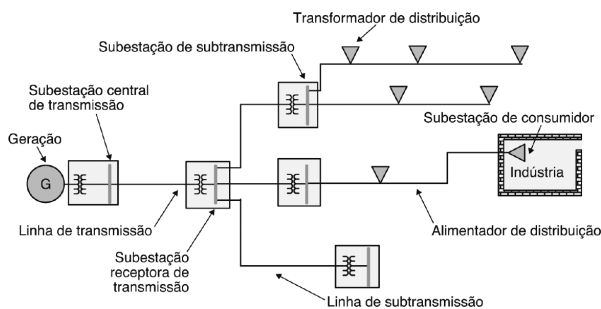 Transformador de distribuição
Subestação de subtransmissão
Subestação central
de transmissão
Subestação de consumidor
Geração
G
Indústria
Linha de transmissão
Subestação
receptora de
transmissão
Alimentador de distribuição
Linha de subtransmissão